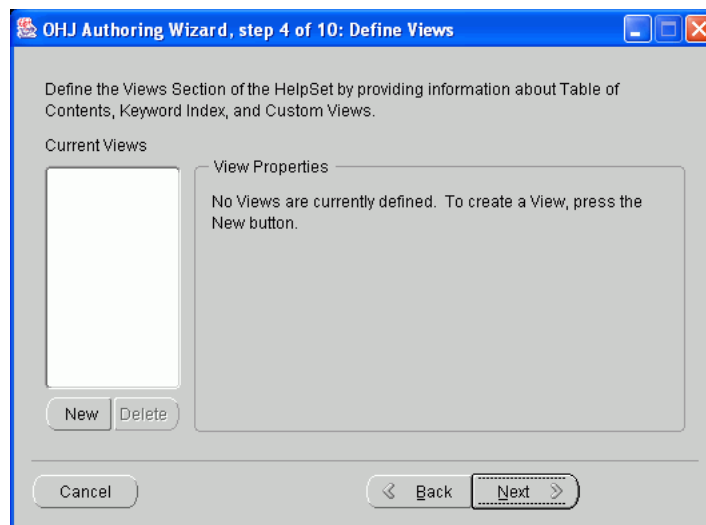 OHJ Authoring Wizard, step 4 of 10: Define Views
Define the Views Section of the HelpSet by providing information about Table of
Contents, Keyword Index, and Custom Views.
Current Views
View Properties
No Views are currently defined. To create a View, press the
New button.
New Delete
Cancel Back Next